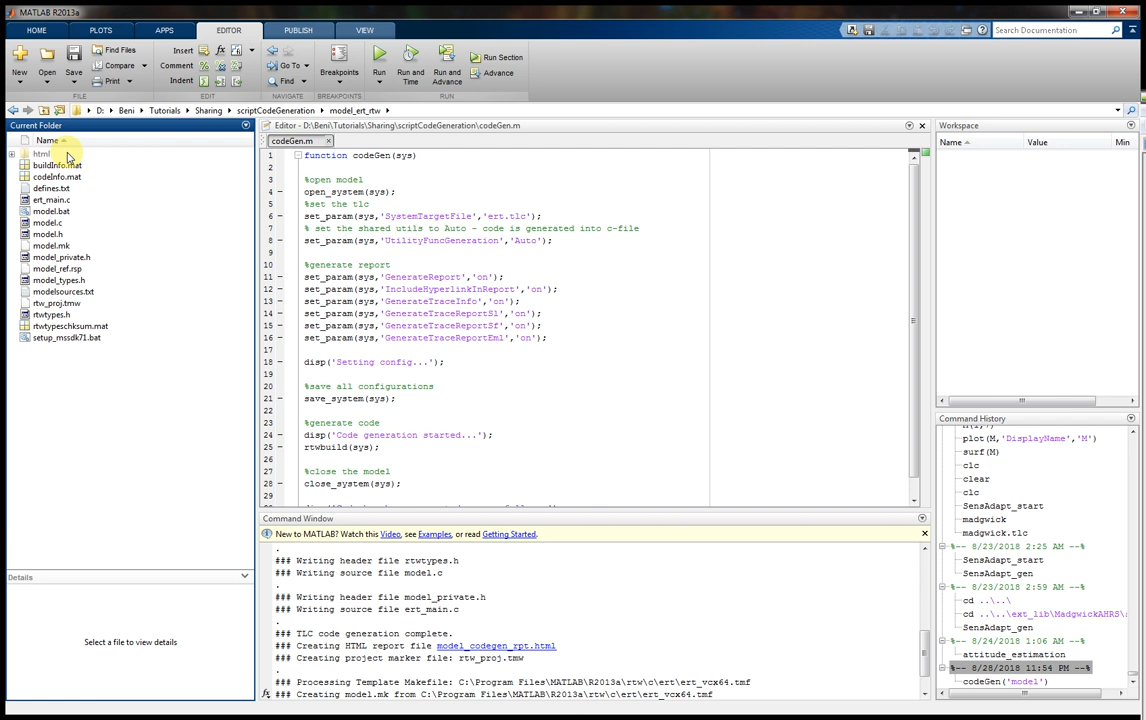 MATLAB R2013a
HOME PLOTS APPS EDITOR PUBLISH VIEW
Search Documentation
New Open Save
Find Files
Compare
Print
Insert
Comment
Indent
Go To
Find
Breakpoints
Run
Run and Time
Run and Advance
Run Section
Advance
FILE EDIT NAVIGATE BREAKPOINTS RUN
D: Beni Tutorials Sharing scriptCodeGeneration model_ert_rtw
Current Folder
Name
html
buildInfo.mat
codeInfo.mat
defines.txt
ert_main.c
model.bat
model.c
model.h
model.mk
model_private.h
model_ref.rsp
model_types.h
modelsources.txt
rtw_proj.tmw
rtwtypes.h
rtwtypeschksum.mat
setup_mssdk71.bat
Details
Select a file to view details
Editor - D:\Beni\Tutorials\Sharing\scriptCodeGeneration\codeGen.m
codeGen.m
1 function codeGen(sys)
2
3 %open model
4 open_system(sys);
5 %set the tlc
6 set_param(sys,'SystemTargetFile','ert.tlc');
7 % set the shared utils to Auto - code is generated into c-file
8 set_param(sys,'UtilityFuncGeneration','Auto');
9
10 %generate report
11 set_param(sys,'GenerateReport','on');
12 set_param(sys,'IncludeHyperlinkInReport','on');
13 set_param(sys,'GenerateTraceInfo','on');
14 set_param(sys,'GenerateTraceReportSl','on');
15 set_param(sys,'GenerateTraceReportSf','on');
16 set_param(sys,'GenerateTraceReportEml','on');
17
18 disp('Setting config...');
19
20 %save all configurations
21 save_system(sys);
22
23 %generate code
24 disp('Code generation started...');
25 rtwbuild(sys);
26
27 %close the model
28 close_system(sys);
29
Command Window
New to MATLAB? Watch this Video, see Examples, or read Getting Started.
.
### Writing header file rtwtypes.h
### Writing source file model.c
.
### Writing header file model_private.h
### Writing source file ert_main.c
.
### TLC code generation complete.
### Creating HTML report file model_codegen_rpt.html
### Creating project marker file: rtw_proj.tmw
.
### Processing Template Makefile: C:\Program Files\MATLAB\R2013a\rtw\c\ert\ert_vcx64.tmf
### Creating model.mk from C:\Program Files\MATLAB\R2013a\rtw\c\ert\ert_vcx64.tmf
Workspace
Name Value Min
Command History
plot(M,'DisplayName','M')
surf(M)
clc
clear
clc
SensAdapt_start
madgwick
madgwick.tlc
%-- 8/23/2018 2:25 AM --%
SensAdapt_start
SensAdapt_gen
%-- 8/23/2018 2:59 AM --%
cd ..\..\
cd ..\..\ext_lib\MadgwickAHRS\
SensAdapt_gen
%-- 8/24/2018 1:06 AM --%
attitude_estimation
%-- 8/28/2018 11:54 PM --%
codeGen('model')